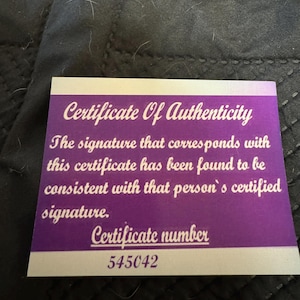 Certificate Of Authenticity
The signature that corresponds with
this certificate has been found to be
consistent with that person`s certified
signature.
Certificate number
545042